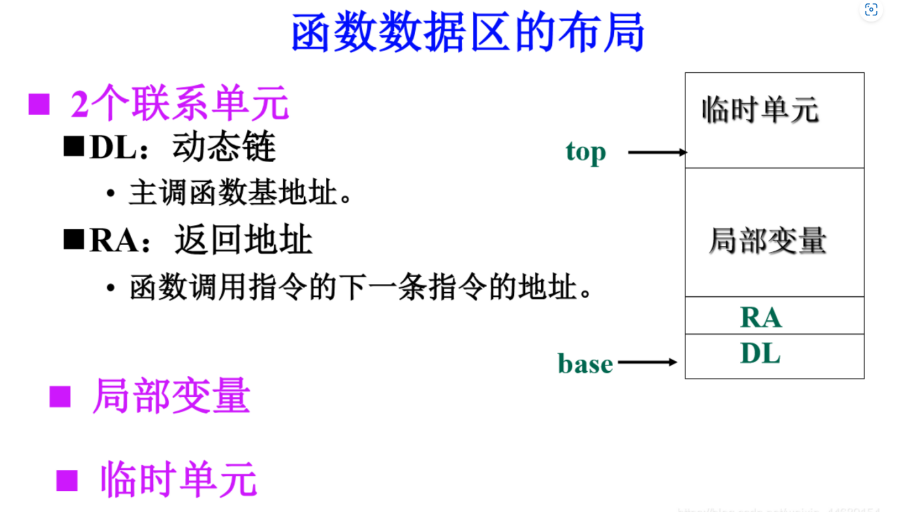 函数数据区的布局
■ 2个联系单元
■DL：动态链
• 主调函数基地址。
■RA：返回地址
• 函数调用指令的下一条指令的地址。
■ 局部变量
■ 临时单元
临时单元
top
局部变量
RA
DL
base